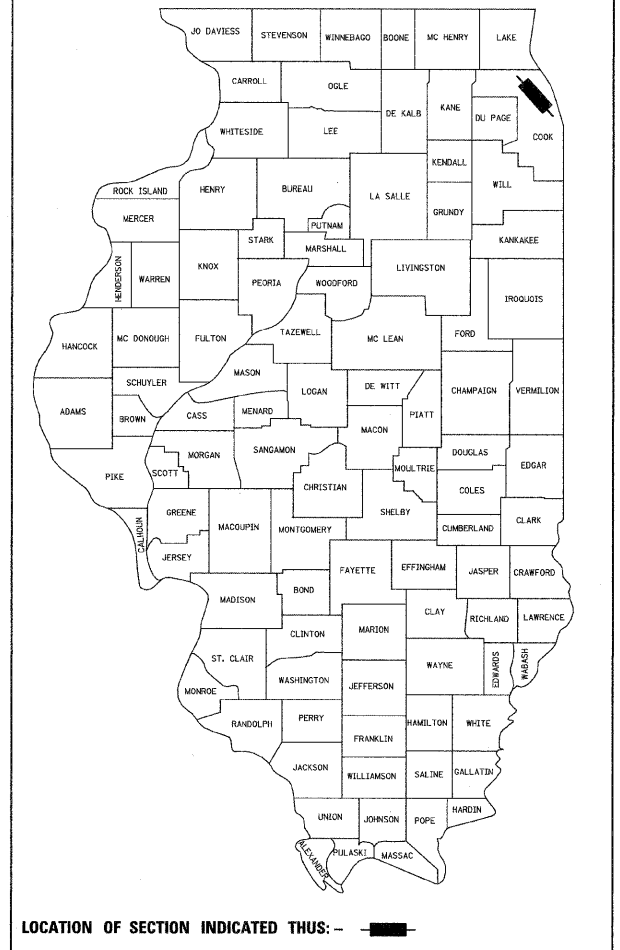 JO DAVIESS
STEVENSON
WINNEBAGO
BOONE
MC HENRY
LAKE
CARROLL
OGLE
DE KALB
KANE
DU PAGE
COOK
WHITESIDE
LEE
KENDALL
WILL
ROCK ISLAND
HENRY
BUREAU
LA SALLE
GRUNDY
MERCER
PUTNAM
STARK
MARSHALL
KANKAKEE
HENDERSON
WARREN
KNOX
PEORIA
WOODFORD
LIVINGSTON
IROQUOIS
HANCOCK
MC DONOUGH
FULTON
TAZEWELL
MC LEAN
FORD
MASON
SCHUYLER
LOGAN
DE WITT
CHAMPAIGN
VERMILION
ADAMS
BROWN
CASS
MENARD
MACON
PIATT
MORGAN
SANGAMON
DOUGLAS
EDGAR
PIKE
SCOTT
CHRISTIAN
MOULTRIE
COLES
GREENE
MACOUPIN
MONTGOMERY
SHELBY
CUMBERLAND
CLARK
CALHOUN
JERSEY
FAYETTE
EFFINGHAM
JASPER
CRAWFORD
MADISON
BOND
CLAY
RICHLAND
LAWRENCE
CLINTON
MARION
ST. CLAIR
WAYNE
EDWARDS
WABASH
MONROE
WASHINGTON
JEFFERSON
RANDOLPH
PERRY
HAMILTON
WHITE
FRANKLIN
JACKSON
WILLIAMSON
SALINE
GALLATIN
UNION
JOHNSON
POPE
HARDIN
ALEXANDER
PULASKI
MASSAC
LOCATION OF SECTION INDICATED THUS: -